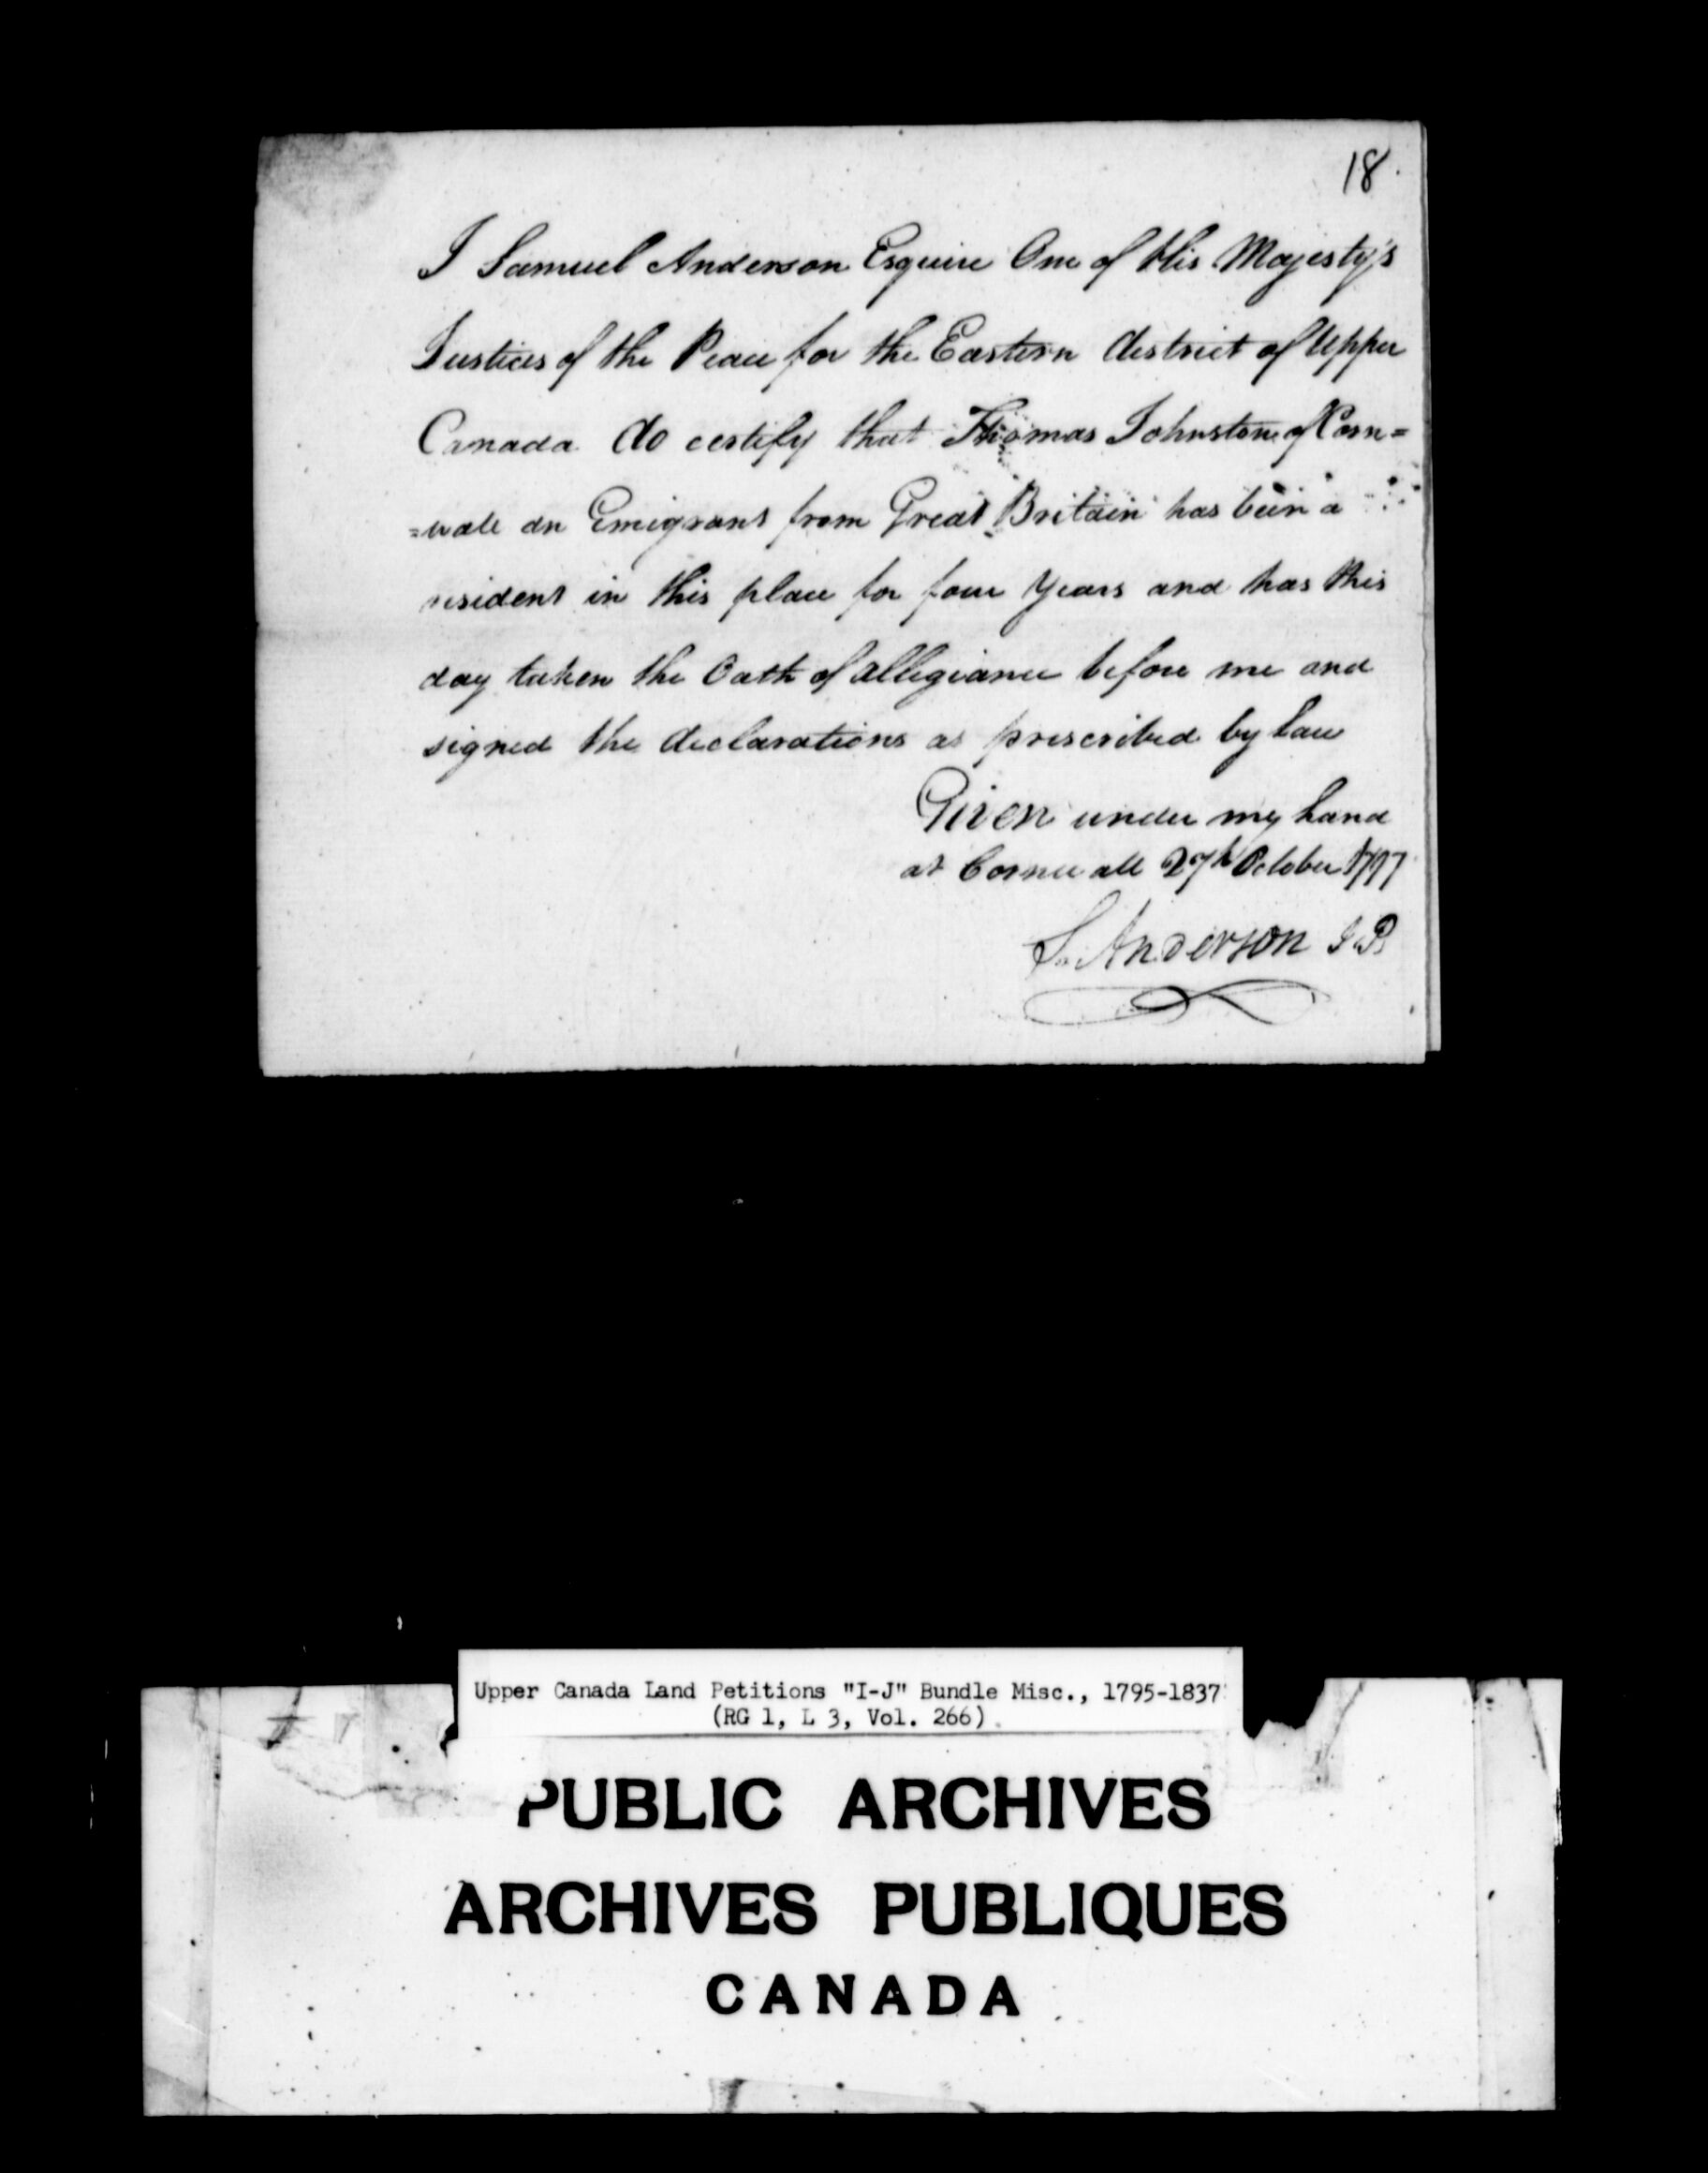 18
I Samuel Anderson Esquire One of His Majesty's
Justices of the Peace for the Eastern district of Upper
Canada do certify that Thomas Johnston of Corn=
=wall an Emigrant from Great Britain has been a
resident in this place for four Years and has this
day taken the Oath of allegiance before me and
signed the declarations as prescribed by Law
Given under my hand
at Cornwall 27th October 1797
S. Anderson J.P.
Upper Canada Land Petitions "I-J" Bundle Misc., 1795-1837
(RG 1, L 3, Vol. 266)
PUBLIC ARCHIVES
ARCHIVES PUBLIQUES
CANADA